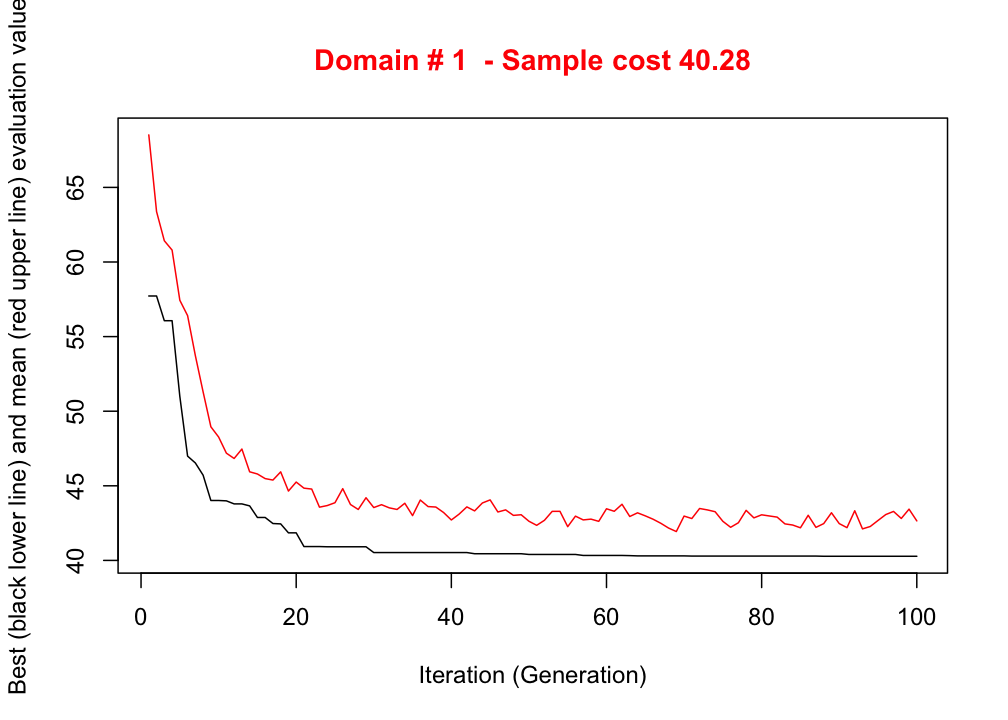 Domain # 1  - Sample cost 40.28
Best (black lower line) and mean (red upper line) evaluation value
65
60
55
50
45
40
0 20 40 60 80 100
Iteration (Generation)